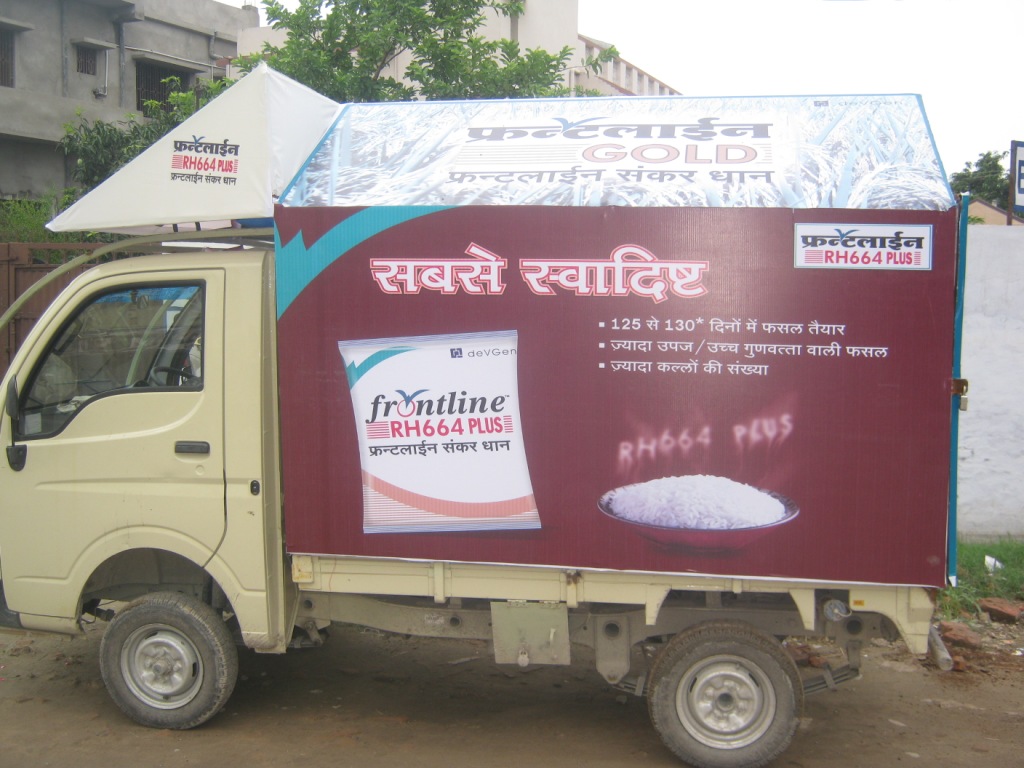 deVGen
फ्रन्टलाईन
GOLD
फ्रन्टलाईन संकर धान
फ्रन्टलाईन
RH664 PLUS
फ्रन्टलाईन संकर धान
फ्रन्टलाईन
RH664 PLUS
सबसे स्वादिष्ट
125 से 130* दिनों में फसल तैयार
ज़्यादा उपज / उच्च गुणवत्ता वाली फसल
ज़्यादा कल्लों की संख्या
deVGen
frontline™
RH664 PLUS
फ्रन्टलाईन संकर धान
RH664 PLUS